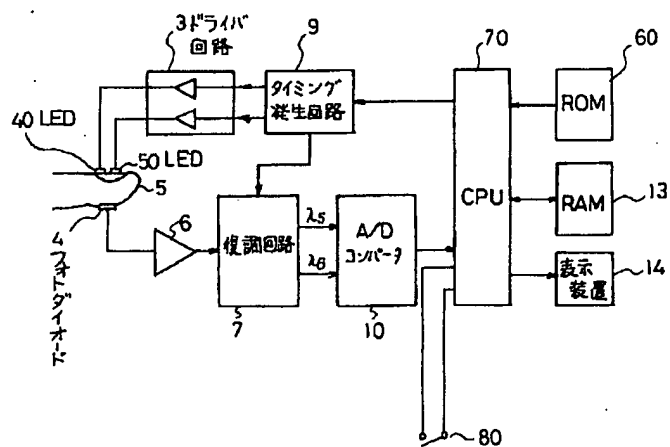 3ドライバ
回路
9
タイミング
発生回路
70
60
ROM
CPU
RAM
13
表示
装置
14
40 LED
50 LED
5
4フォトダイオード
6
復調回路
7
λ5
λ6
A/D
コンバータ
10
80